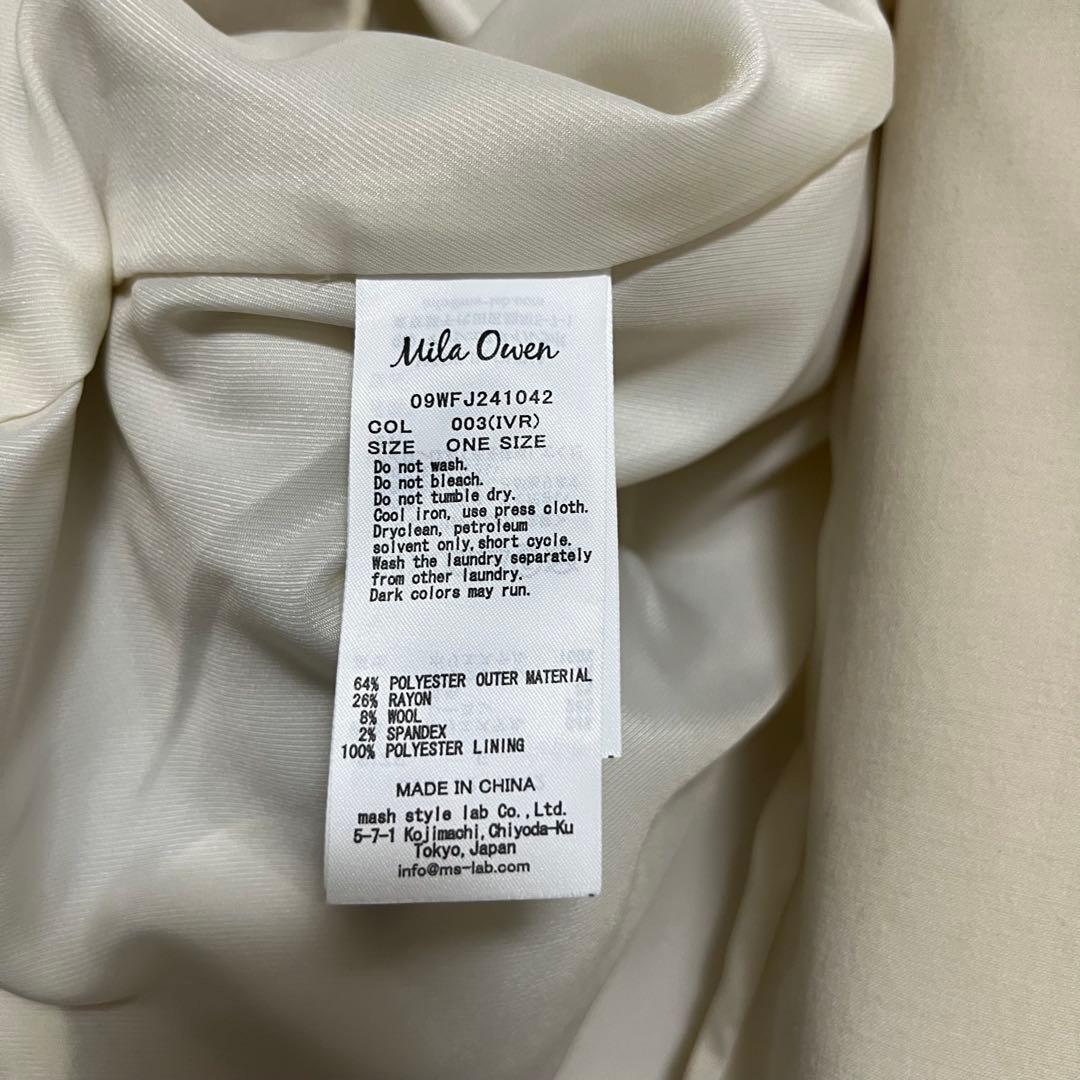 Mila Owen
09WFJ241042
COL 003(IVR)
SIZE ONE SIZE
Do not wash.
Do not bleach.
Do not tumble dry.
Cool iron, use press cloth.
Dryclean, petroleum
solvent only,short cycle.
Wash the laundry separately
from other laundry.
Dark colors may run.
64% POLYESTER OUTER MATERIAL
26% RAYON
8% WOOL
2% SPANDEX
100% POLYESTER LINING
MADE IN CHINA
mash style lab Co.,Ltd.
5-7-1 Kojimachi,Chiyoda-Ku
Tokyo,Japan
info@ms-lab.com